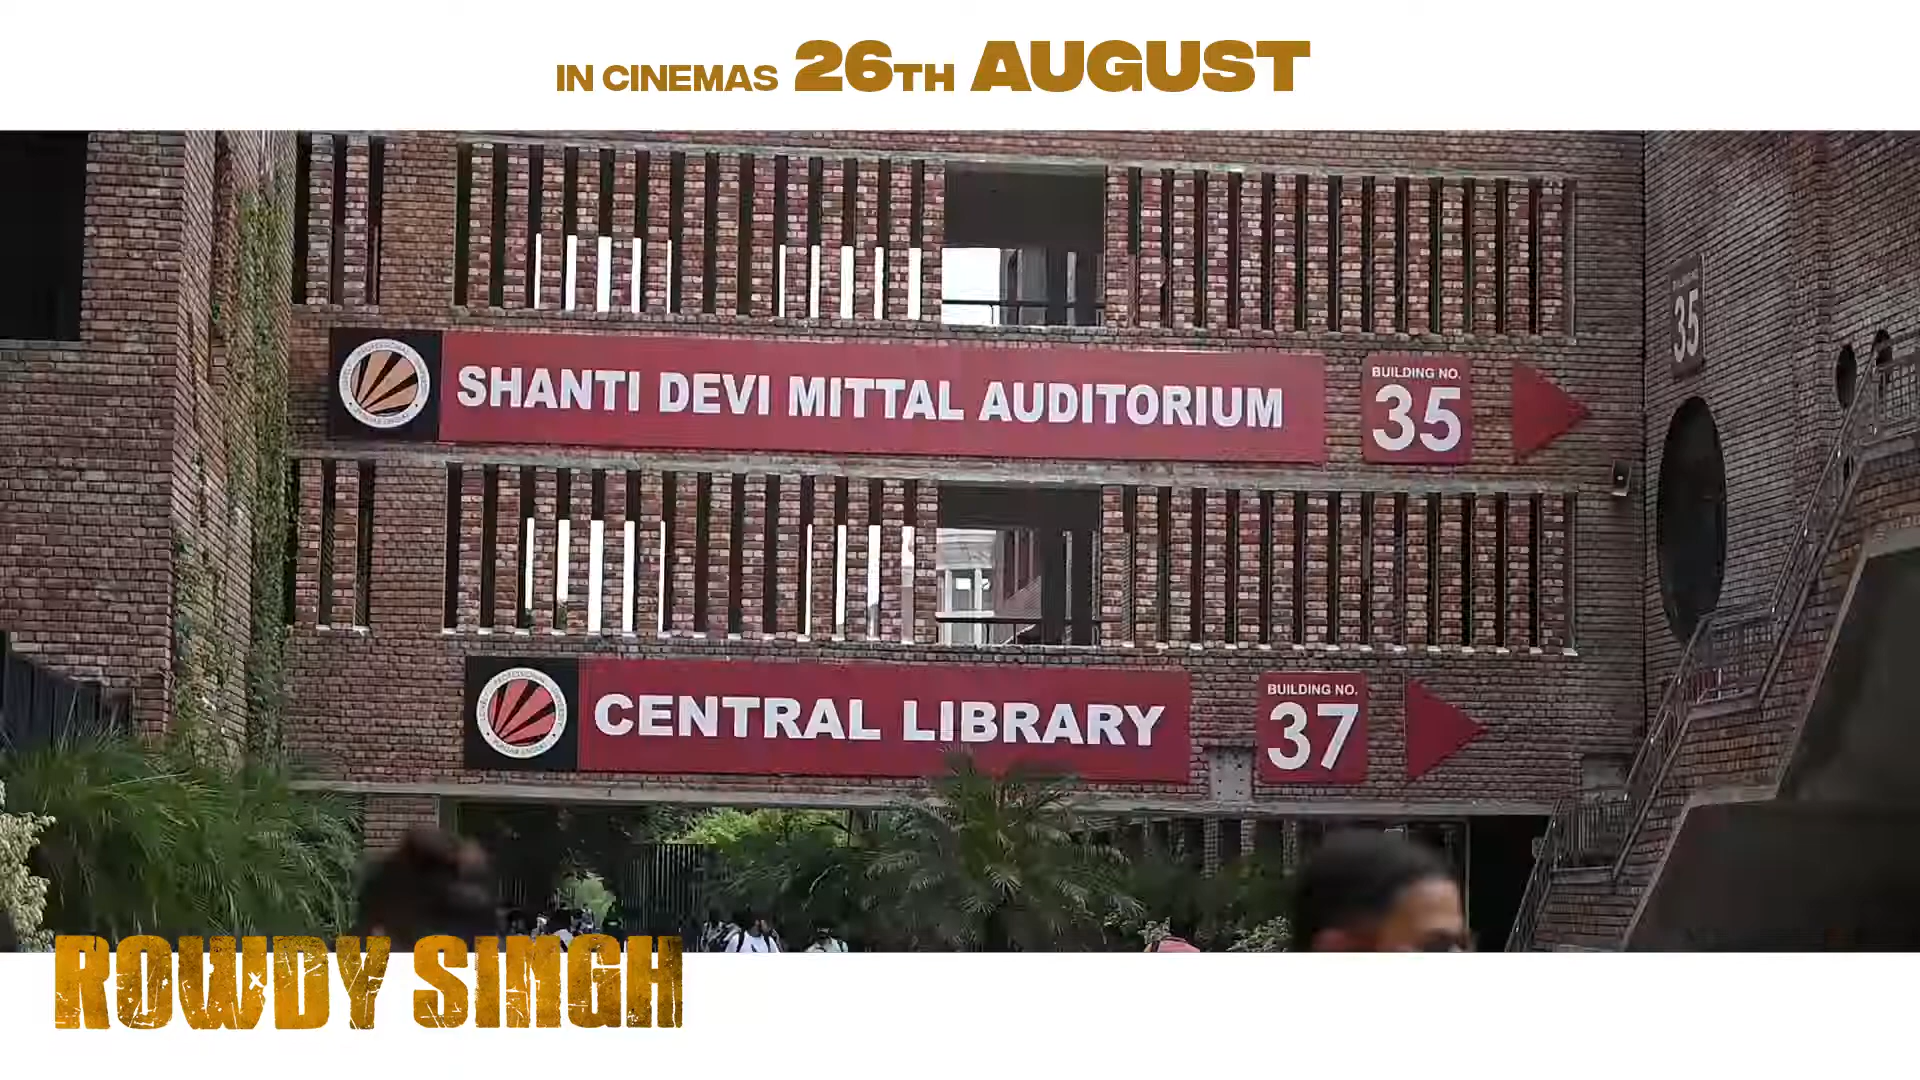 IN CINEMAS 26TH AUGUST
35
SHANTI DEVI MITTAL AUDITORIUM
BUILDING NO.
35
CENTRAL LIBRARY
BUILDING NO.
37
ROWDY SINGH